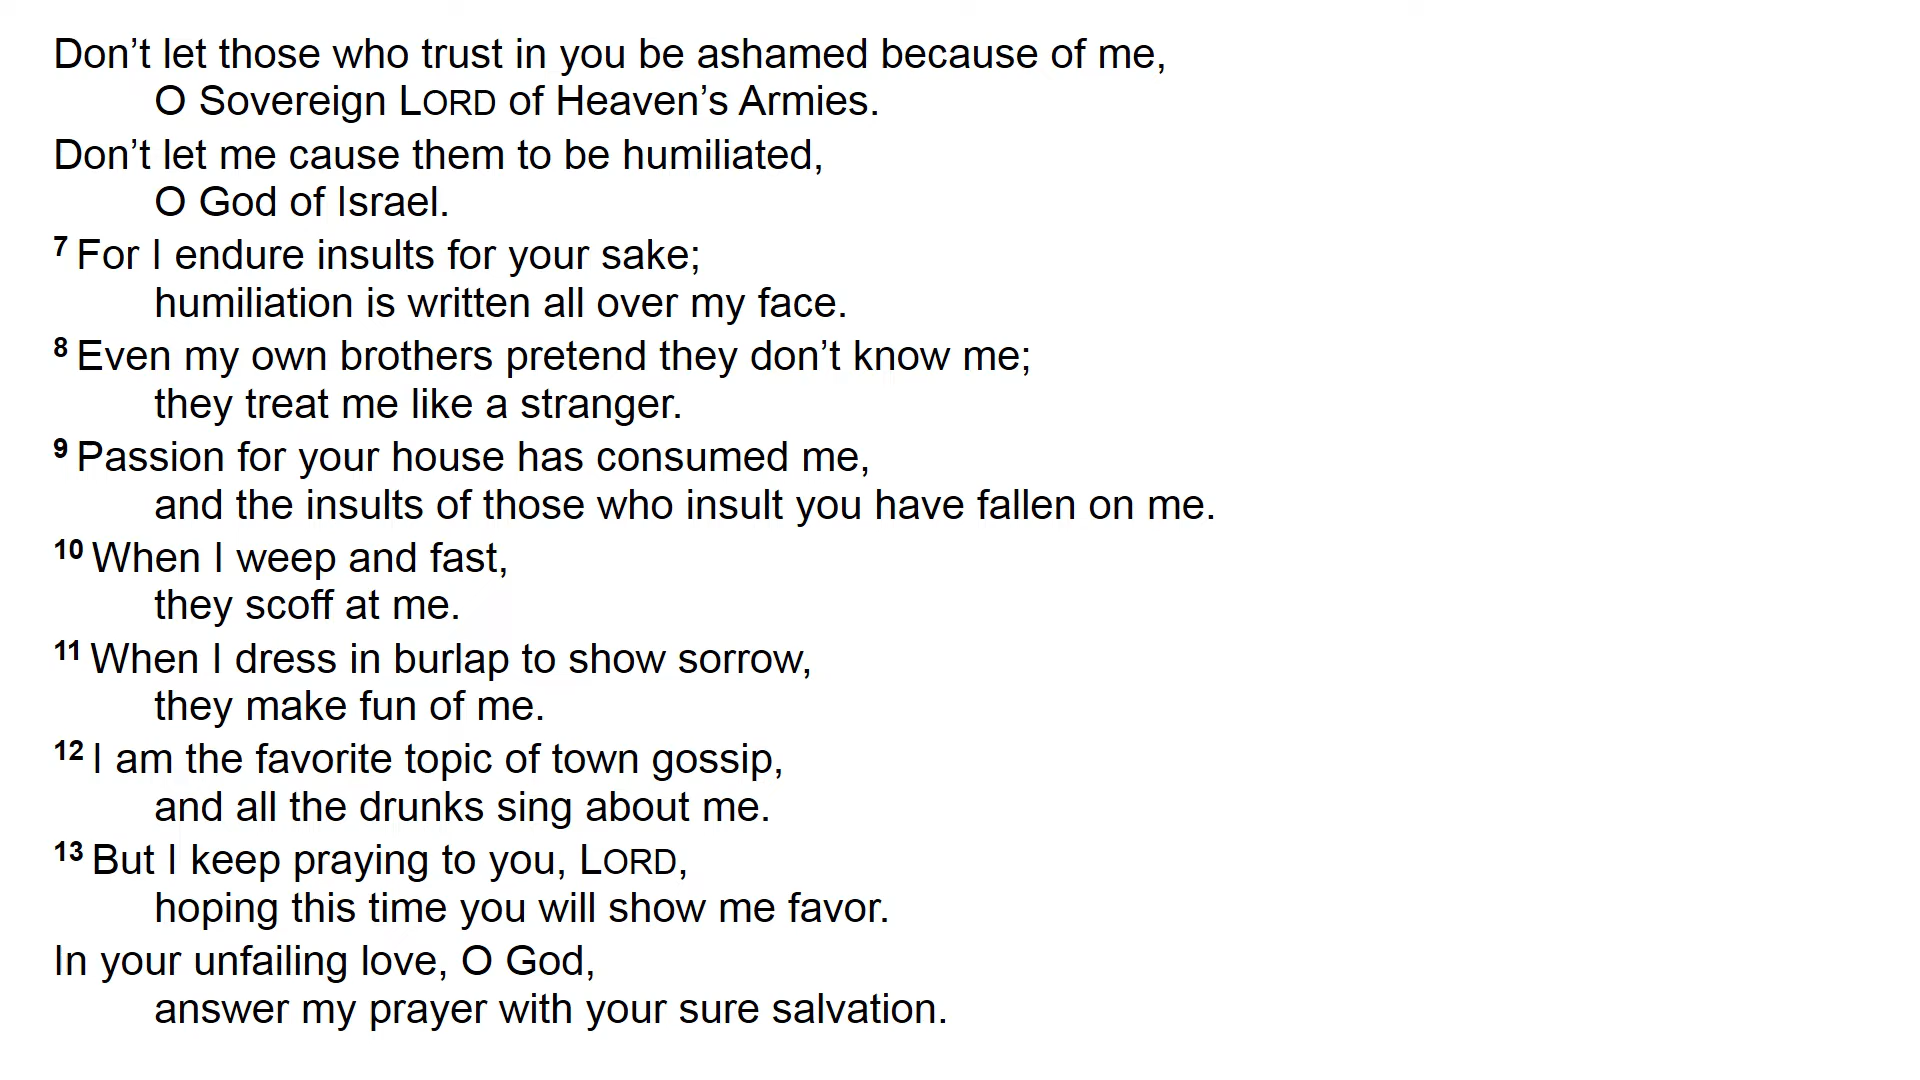 Don’t let those who trust in you be ashamed because of me,
O Sovereign LORD of Heaven’s Armies.
Don’t let me cause them to be humiliated,
O God of Israel.
7 For I endure insults for your sake;
humiliation is written all over my face.
8 Even my own brothers pretend they don’t know me;
they treat me like a stranger.
9 Passion for your house has consumed me,
and the insults of those who insult you have fallen on me.
10 When I weep and fast,
they scoff at me.
11 When I dress in burlap to show sorrow,
they make fun of me.
12 I am the favorite topic of town gossip,
and all the drunks sing about me.
13 But I keep praying to you, LORD,
hoping this time you will show me favor.
In your unfailing love, O God,
answer my prayer with your sure salvation.